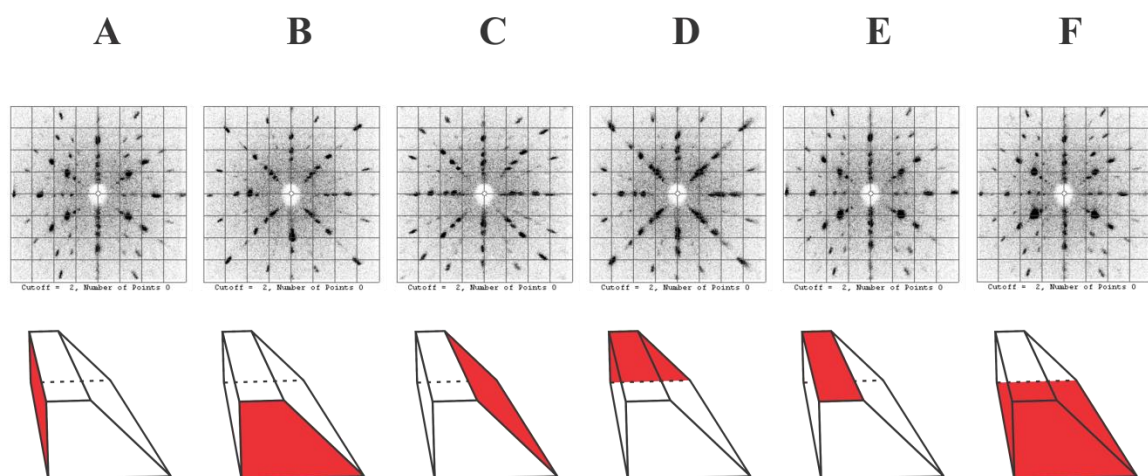 A B C D E F
Cutoff = 2, Number of Points 0 Cutoff = 2, Number of Points 0 Cutoff = 2, Number of Points 0 Cutoff = 2, Number of Points 0 Cutoff = 2, Number of Points 0 Cutoff = 2, Number of Points 0